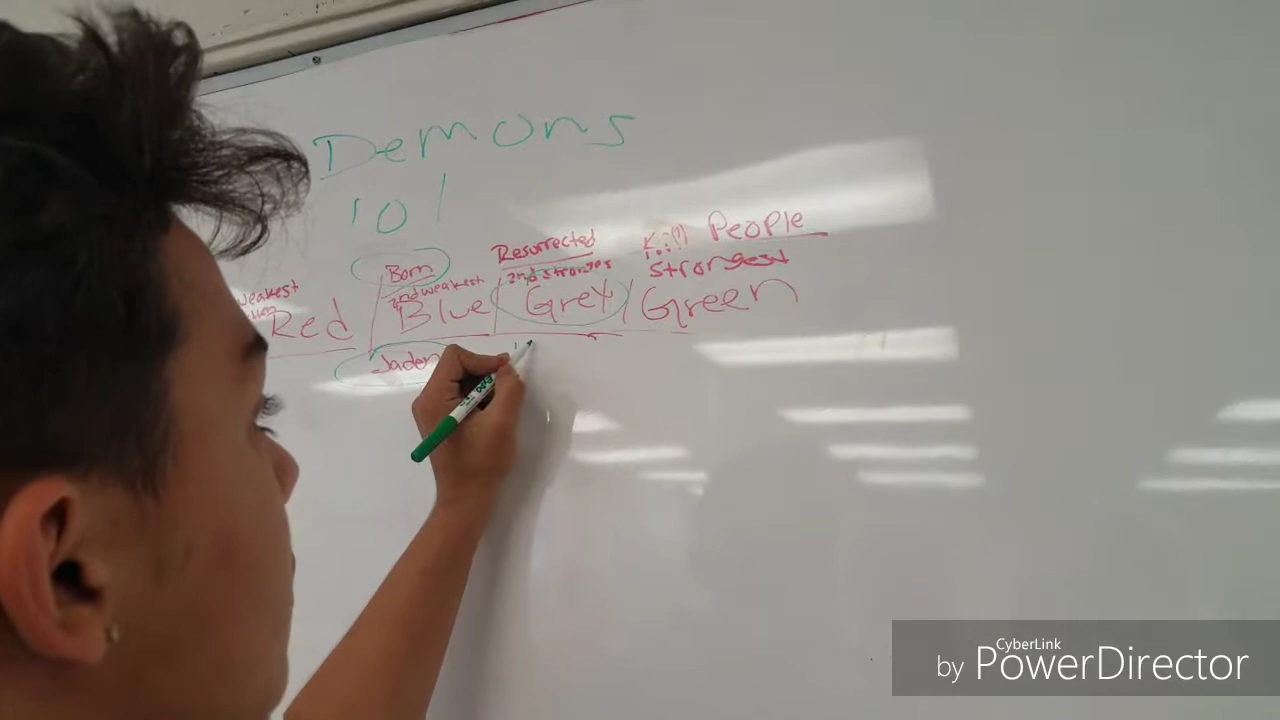 Demons
101
Born Resurrected Kill People
weakest 2nd weakest 2nd stronges strongest
Red Blue Grey Green
Jaden
CyberLink
by PowerDirector